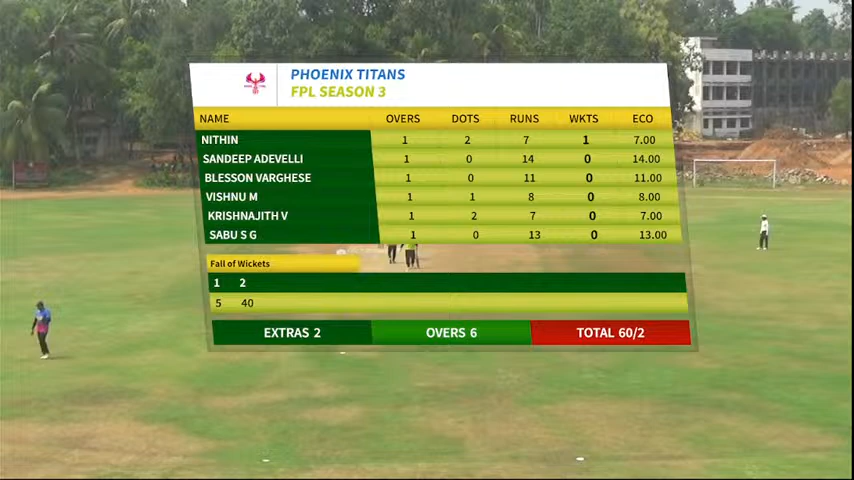 PHOENIX TITANS
FPL SEASON 3
NAME OVERS DOTS RUNS WKTS ECO
NITHIN 1 2 7 1 7.00
SANDEEP ADEVELLI 1 0 14 0 14.00
BLESSON VARGHESE 1 0 11 0 11.00
VISHNU M 1 1 8 0 8.00
KRISHNAJITH V 1 2 7 0 7.00
SABU S G 1 0 13 0 13.00
Fall of Wickets
1 2
5 40
EXTRAS 2 OVERS 6 TOTAL 60/2